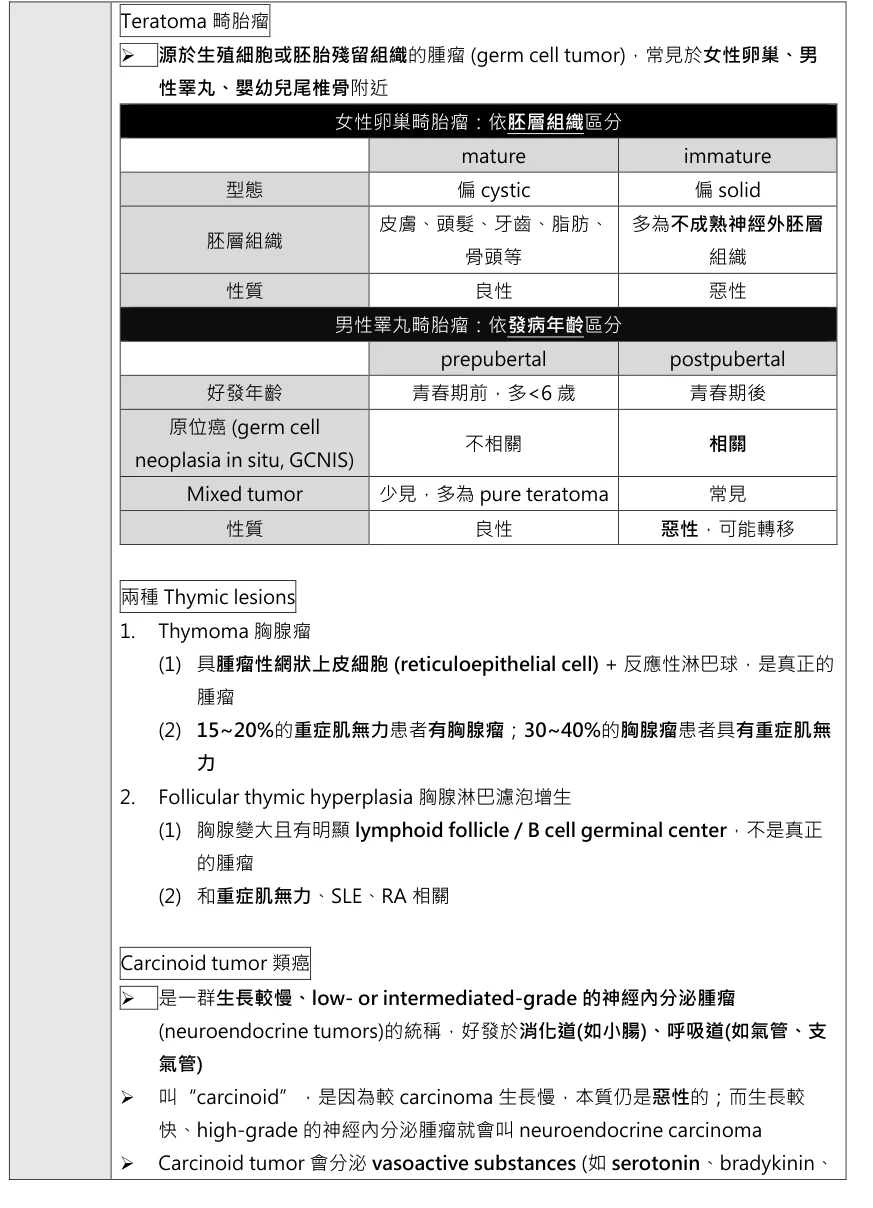 Teratoma 畸胎瘤
➢ 源於生殖細胞或胚胎殘留組織的腫瘤 (germ cell tumor)，常見於女性卵巢、男
性睪丸、嬰幼兒尾椎骨附近
女性卵巢畸胎瘤：依胚層組織區分
mature immature
型態 偏 cystic 偏 solid
胚層組織 皮膚、頭髮、牙齒、脂肪、 多為不成熟神經外胚層
骨頭等 組織
性質 良性 惡性
男性睪丸畸胎瘤：依發病年齡區分
prepubertal postpubertal
好發年齡 青春期前，多<6 歲 青春期後
原位癌 (germ cell
neoplasia in situ, GCNIS) 不相關 相關
Mixed tumor 少見，多為 pure teratoma 常見
性質 良性 惡性，可能轉移
兩種 Thymic lesions
1. Thymoma 胸腺瘤
(1) 具腫瘤性網狀上皮細胞 (reticuloepithelial cell) + 反應性淋巴球，是真正的
腫瘤
(2) 15~20%的重症肌無力患者有胸腺瘤；30~40%的胸腺瘤患者具有重症肌無
力
2. Follicular thymic hyperplasia 胸腺淋巴濾泡增生
(1) 胸腺變大且有明顯 lymphoid follicle / B cell germinal center，不是真正
的腫瘤
(2) 和重症肌無力、SLE、RA 相關
Carcinoid tumor 類癌
➢ 是一群生長較慢、low- or intermediated-grade 的神經內分泌腫瘤
(neuroendocrine tumors)的統稱，好發於消化道(如小腸)、呼吸道(如氣管、支
氣管)
➢ 叫“carcinoid”，是因為較 carcinoma 生長慢，本質仍是惡性的；而生長較
快、high-grade 的神經內分泌腫瘤就會叫 neuroendocrine carcinoma
➢ Carcinoid tumor 會分泌 vasoactive substances (如 serotonin、bradykinin、